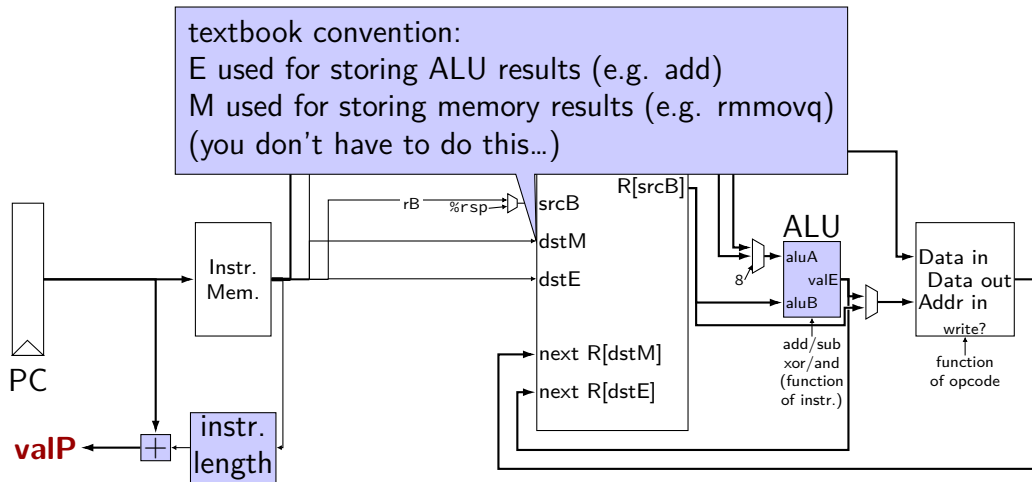 textbook convention:
E used for storing ALU results (e.g. add)
M used for storing memory results (e.g. rmmovq)
(you don't have to do this…)
R[srcB]
rB
%rsp
srcB
dstM
dstE
next R[dstM]
next R[dstE]
PC
Instr.
Mem.
instr.
length
+
valP
8
ALU
aluA
valE
aluB
add/sub
xor/and
(function
of instr.)
Data in
Data out
Addr in
write?
function
of opcode